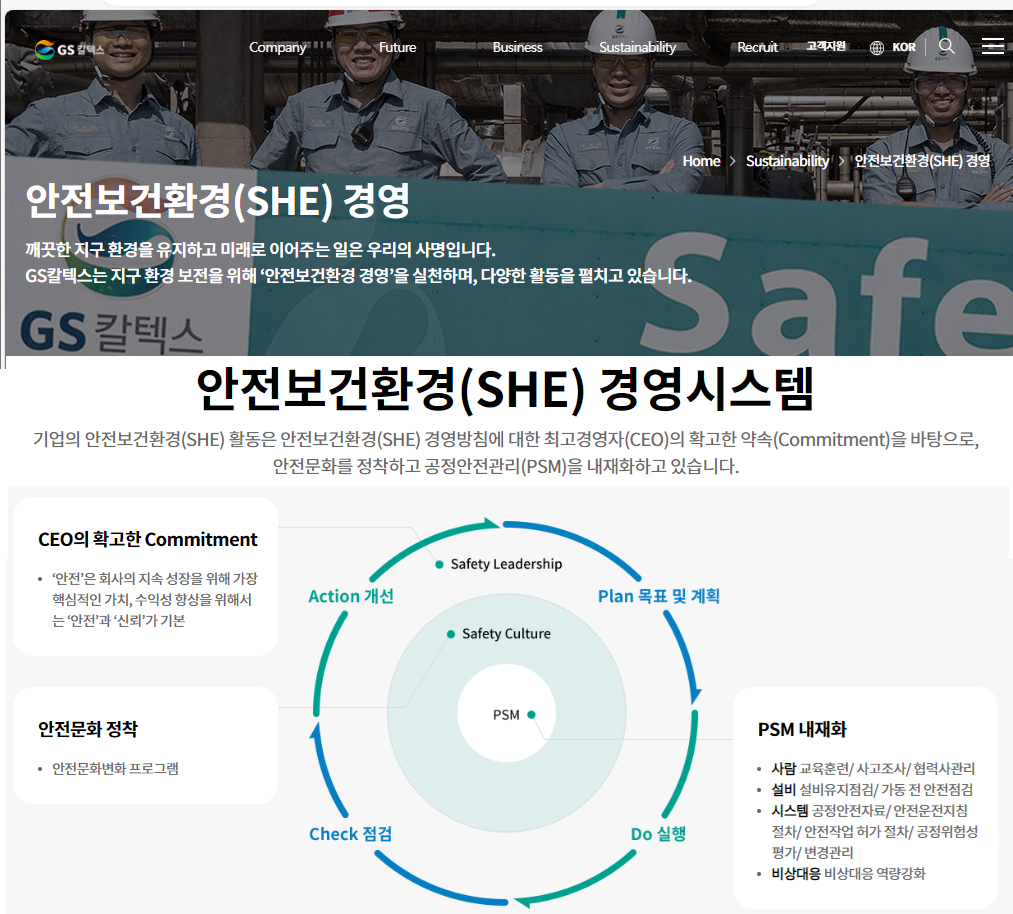 GS 칼텍스
Company Future Business Sustainability Recruit 고객지원 KOR
Home > Sustainability > 안전보건환경(SHE) 경영
안전보건환경(SHE) 경영
깨끗한 지구 환경을 유지하고 미래로 이어주는 일은 우리의 사명입니다.
GS칼텍스는 지구 환경 보전을 위해 ‘안전보건환경 경영’을 실천하며, 다양한 활동을 펼치고 있습니다.
GS 칼텍스
Safe
안전보건환경(SHE) 경영시스템
기업의 안전보건환경(SHE) 활동은 안전보건환경(SHE) 경영방침에 대한 최고경영자(CEO)의 확고한 약속(Commitment)을 바탕으로,
안전문화를 정착하고 공정안전관리(PSM)을 내재화하고 있습니다.
CEO의 확고한 Commitment
• ‘안전’은 회사의 지속 성장을 위해 가장
핵심적인 가치, 수익성 향상을 위해서
는 ‘안전’과 ‘신뢰’가 기본
안전문화 정착
• 안전문화변화 프로그램
Safety Leadership
Action 개선
Plan 목표 및 계획
Safety Culture
PSM
Check 점검
Do 실행
PSM 내재화
• 사람 교육훈련/ 사고조사/ 협력사관리
• 설비 설비유지점검/ 가동 전 안전점검
• 시스템 공정안전자료/ 안전운전지침
절차/ 안전작업 허가 절차/ 공정위험성
평가/ 변경관리
• 비상대응 비상대응 역량강화